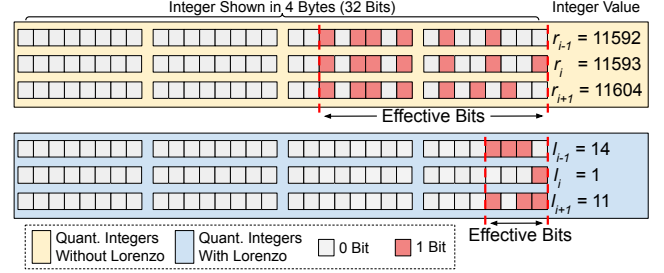 Integer Shown in 4 Bytes (32 Bits) Integer Value
r_{i-1} = 11592
r_i = 11593
r_{i+1} = 11604
Effective Bits
l_{i-1} = 14
l_i = 1
l_{i+1} = 11
Effective Bits
Quant. Integers
Without Lorenzo
Quant. Integers
With Lorenzo
0 Bit
1 Bit